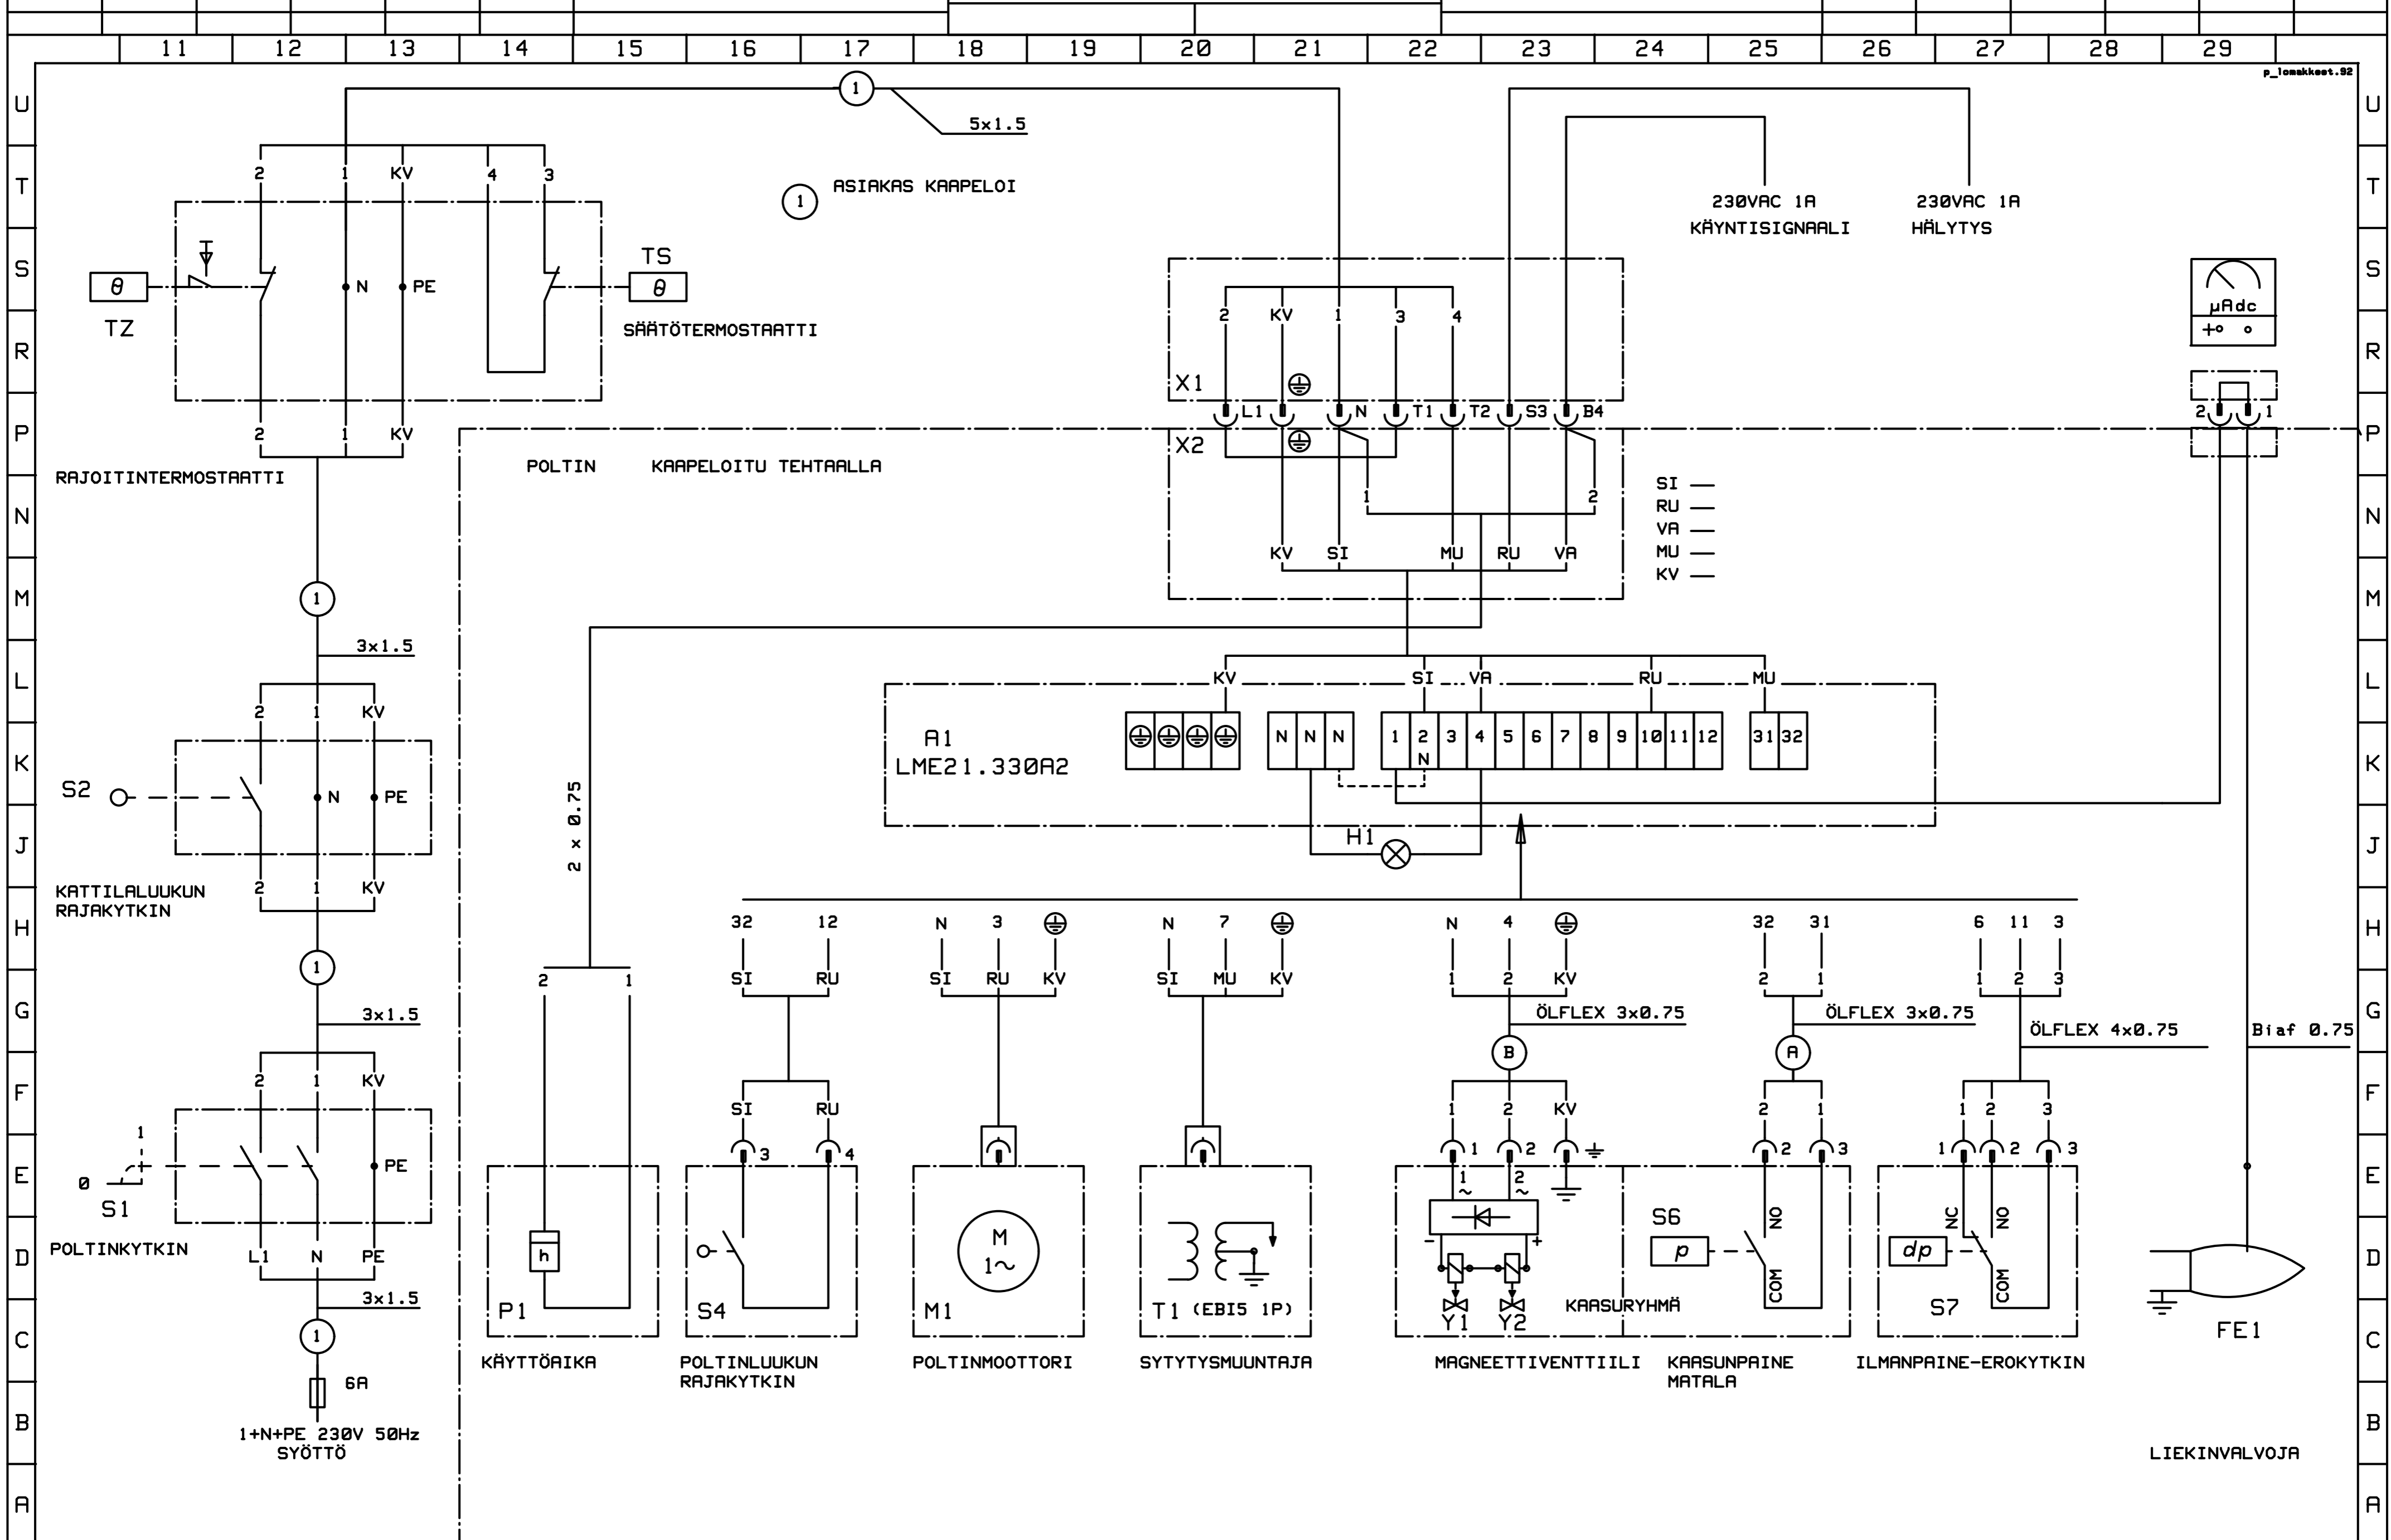 11 12 13 14 15 16 17 18 19 20 21 22 23 24 25 26 27 28 29
p_lomakkeet.92
U U
1
5x1.5
T T
2 1 KV 4 3
1 ASIAKAS KAAPELOI
230VAC 1A
KÄYNTISIGNAALI
230VAC 1A
HÄLYTYS
S S
θ
TZ
N PE
TS
θ
SÄÄTÖTERMOSTAATTI
2 KV 1 3 4
µAdc
+
R R
X1
L1 N T1 T2 S3 B4
2 1
P P
2 1 KV
X2
RAJOITINTERMOSTAATTI
POLTIN KAAPELOITU TEHTAALLA
1 2
SI
RU
VA
MU
KV
N N
KV SI MU RU VA
M M
1
3x1.5
L L
KV SI VA RU MU
2 1 KV
A1
LME21.330A2
N N N
1 2 3 4 5 6 7 8 9 10 11 12
N
31 32
K K
S2
N PE
2 x 0.75
J J
H1
2 1 KV
KATTILALUUKUN
RAJAKYTKIN
H H
32 12 N 3 N 7 N 4 32 31 6 11 3
1
2 1 SI RU SI RU KV SI MU KV 1 2 KV 2 1 1 2 3
3x1.5
G G
ÖLFLEX 3x0.75
ÖLFLEX 3x0.75
ÖLFLEX 4x0.75
Biaf 0.75
B A
F F
2 1 KV
SI RU 1 2 KV 2 1 1 2 3
3 4 1 2 2 3 1 2 3
E E
1
0
S1
PE
1 2
~ ~
POLTINKYTKIN
L1 N PE
3x1.5
D D
h
P1
S4
M
1~
M1
T1 (EBI5 1P)
- +
Y1 Y2
KAASURYHMÄ
S6
p
NO
COM
dp
NC NO
COM
S7
FE1
C C
1
KÄYTTÖAIKA
POLTINLUUKUN
RAJAKYTKIN
POLTINMOOTTORI
SYTYTYSMUUNTAJA
MAGNEETTIVENTTIILI
KAASUNPAINE
MATALA
ILMANPAINE-EROKYTKIN
6A
B B
1+N+PE 230V 50Hz
SYÖTTÖ
LIEKINVALVOJA
A A